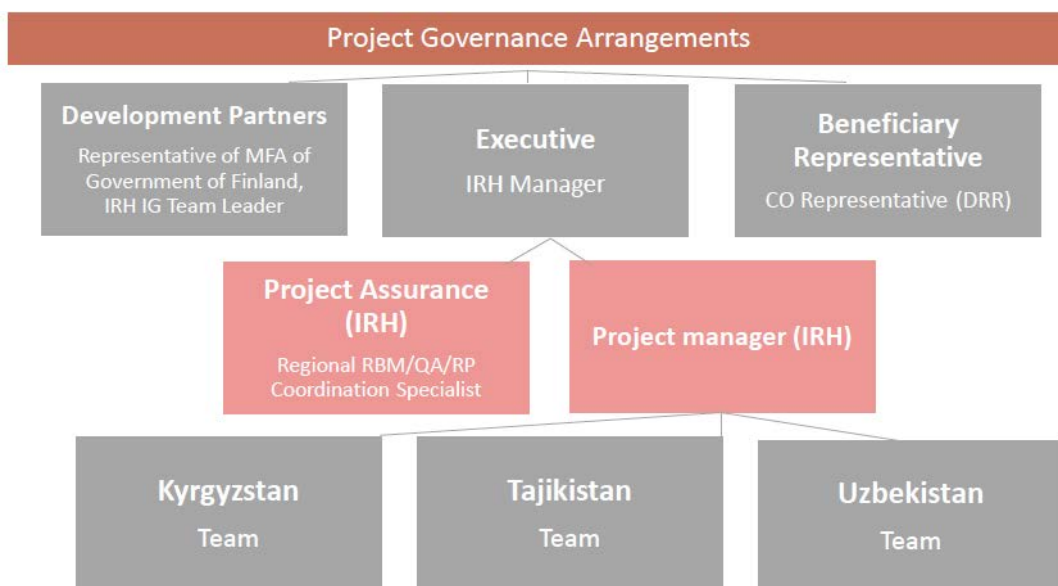 Project Governance Arrangements
Development Partners
Representative of MFA of
Government of Finland,
IRH IG Team Leader
Executive
IRH Manager
Beneficiary
Representative
CO Representative (DRR)
Project Assurance
(IRH)
Regional RBM/QA/RP
Coordination Specialist
Project manager (IRH)
Kyrgyzstan
Team
Tajikistan
Team
Uzbekistan
Team